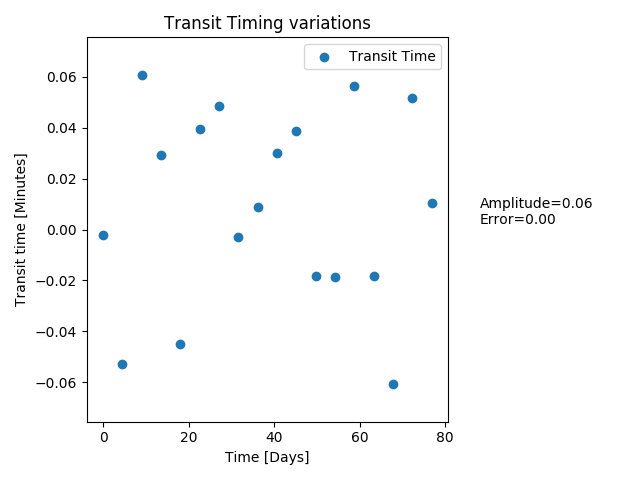 Transit Timing variations
Transit Time
0.06
0.04
0.02
0.00
−0.02
−0.04
−0.06
Transit time [Minutes]
Amplitude=0.06
Error=0.00
0
20
40
60
80
Time [Days]